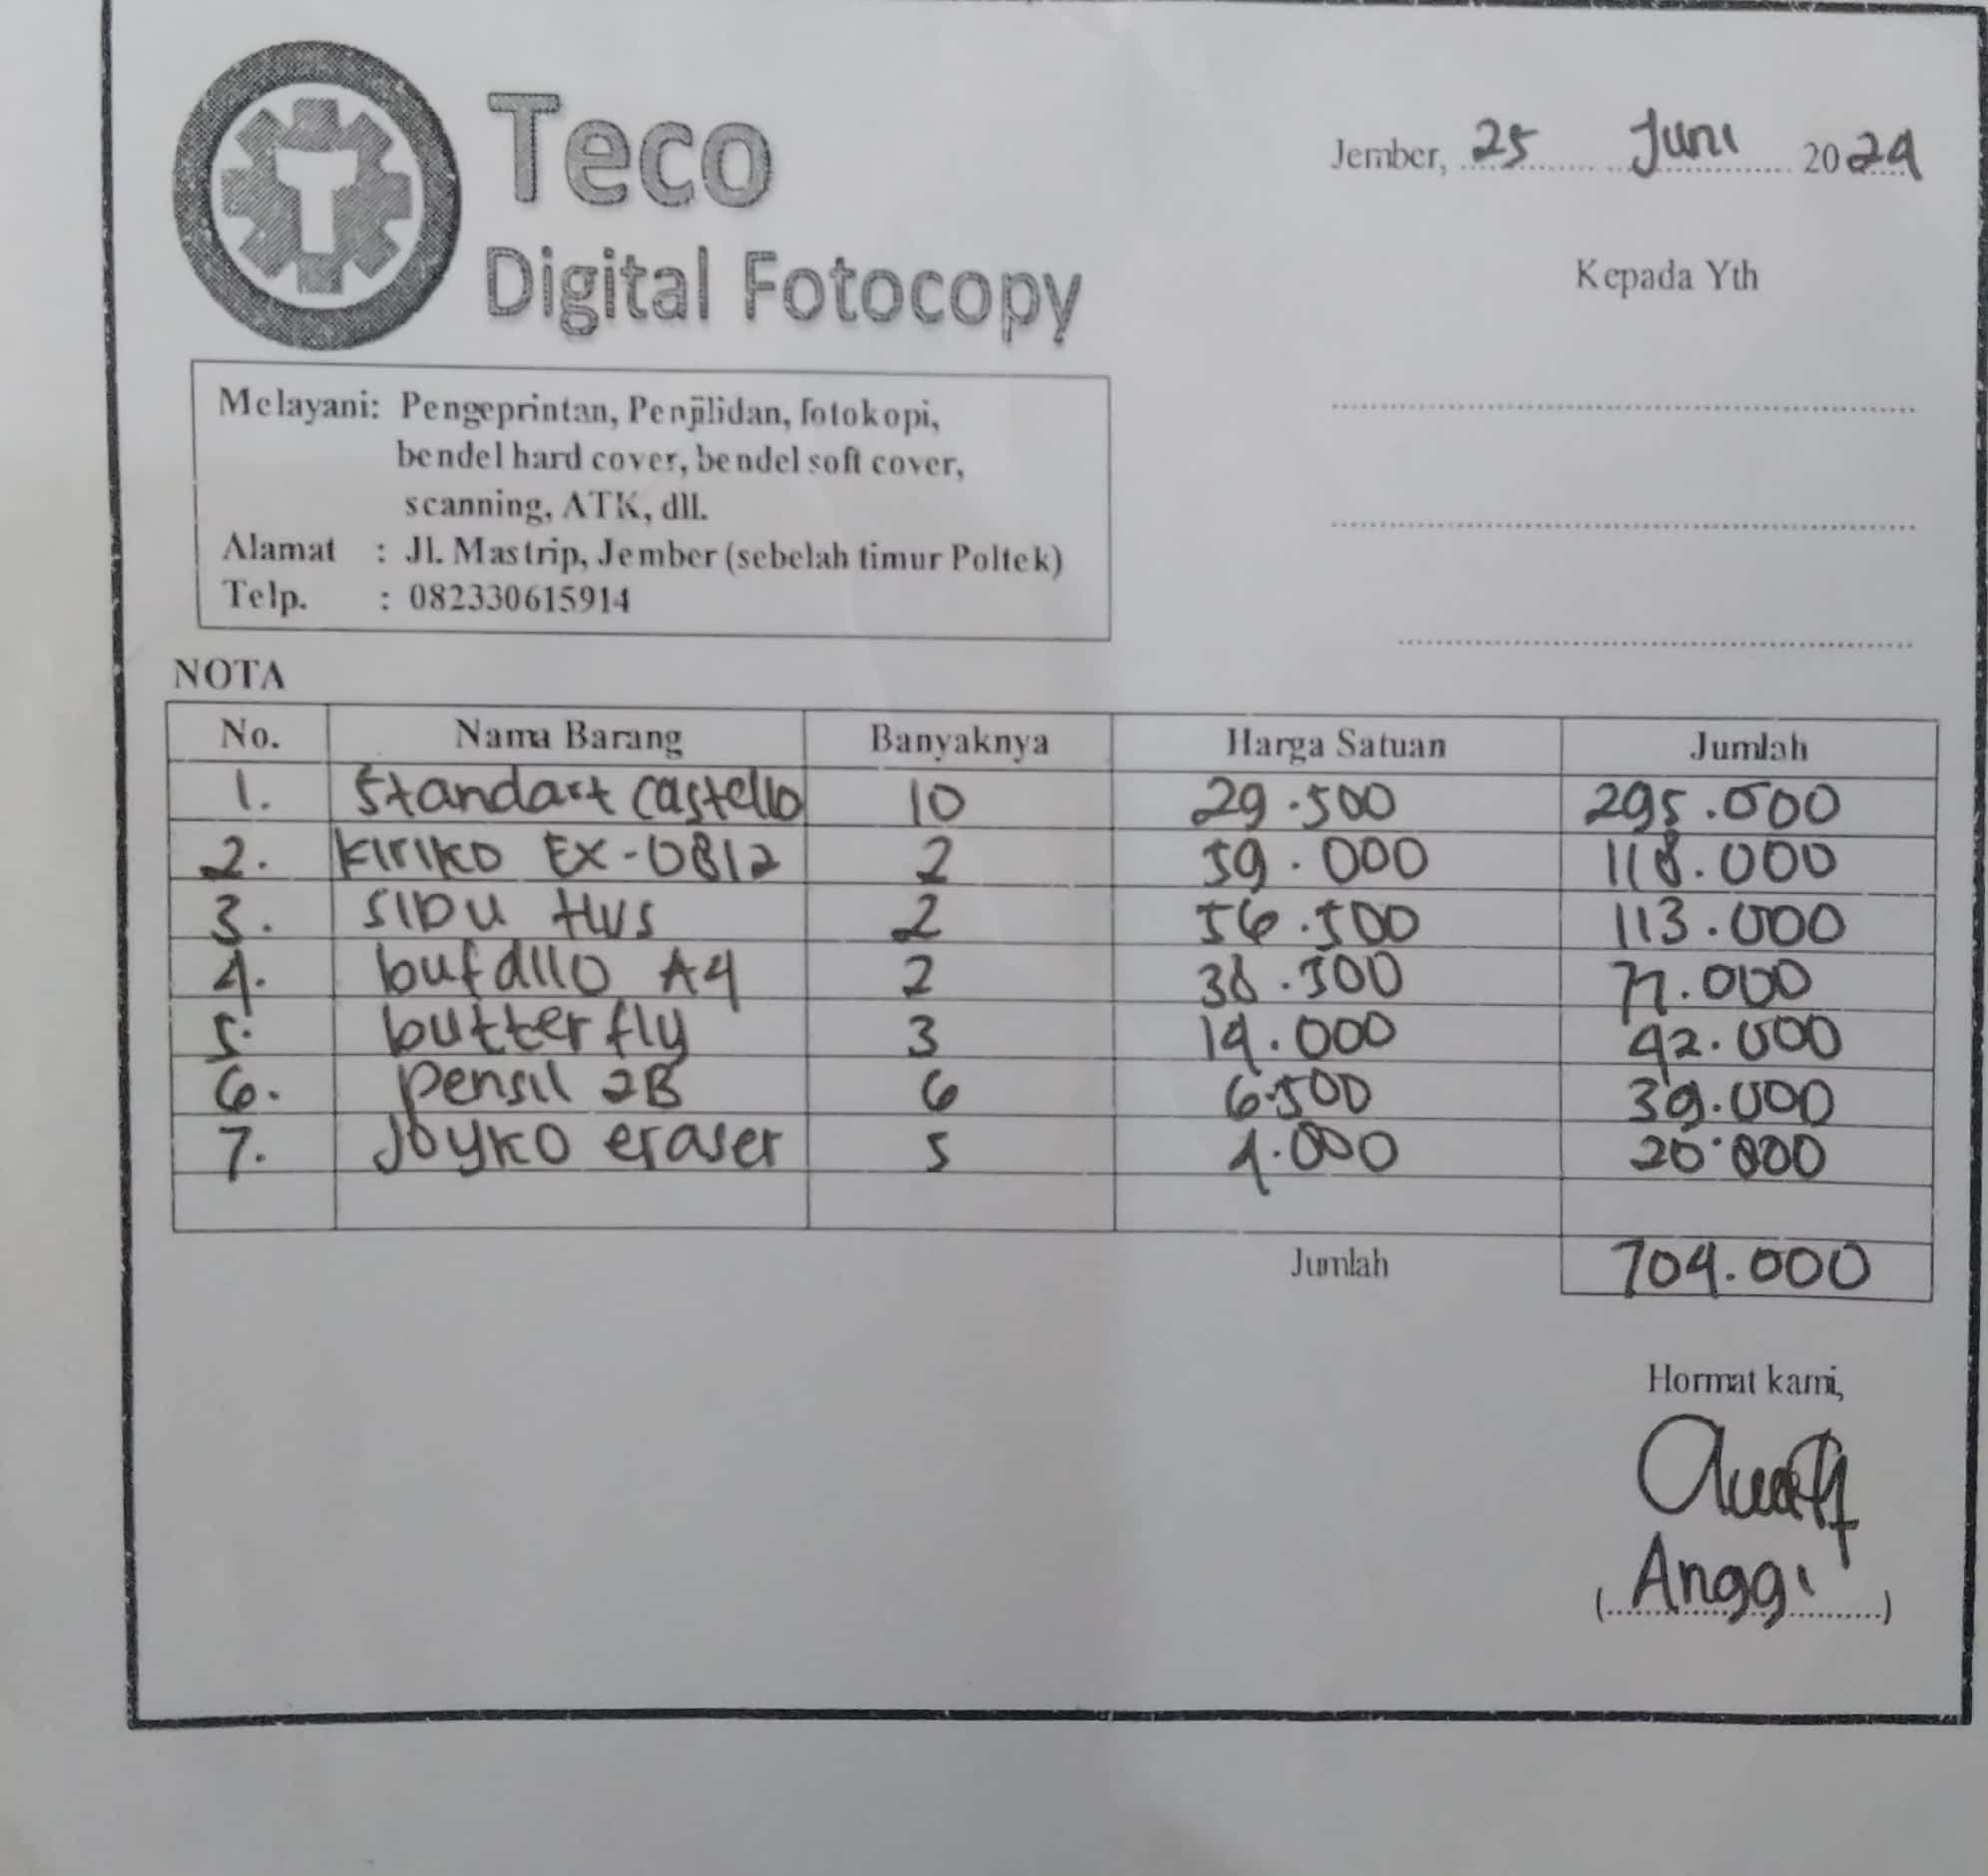 Teco
Digital Fotocopy
Jember, 25 Juni 2024
Kepada Yth
Melayani: Pengeprintan, Penjilidan, fotokopi,
bendel hard cover, bendel soft cover,
scanning, ATK, dll.
Alamat : Jl. Mastrip, Jember (sebelah timur Poltek)
Telp. : 082330615914
NOTA
No. Nama Barang Banyaknya Harga Satuan Jumlah
1. Standart Castello 10 29.500 295.000
2. Kiriko EX-0812 2 59.000 118.000
3. SIDU HVS 2 56.500 113.000
4. bufallo A4 2 38.500 77.000
5. butterfly 3 14.000 42.000
6. Pensil 2B 6 6.500 39.000
7. Joyko eraser 5 4.000 20.000
Jumlah 704.000
Hormat kami,
(Anggi)